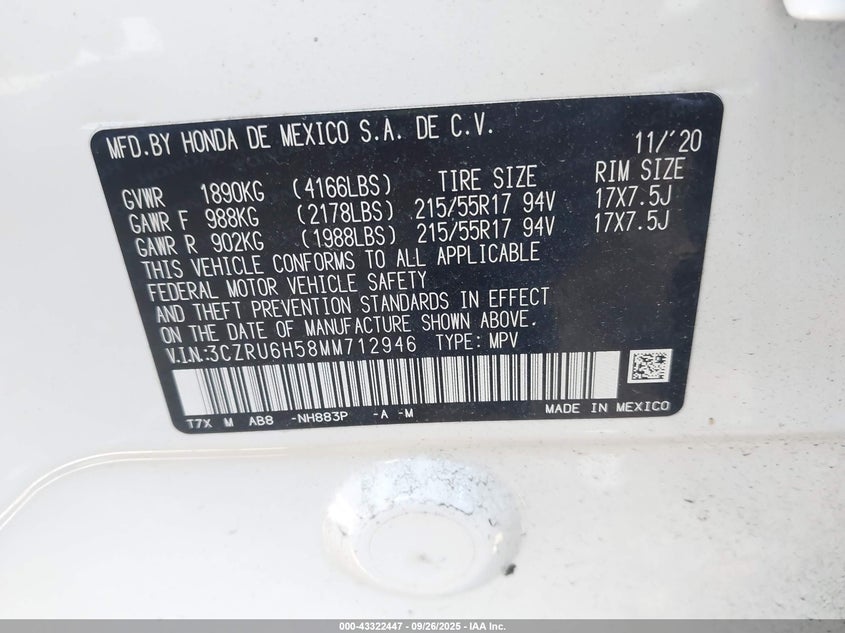 MFD.BY HONDA DE MEXICO S.A. DE C.V. 11/'20
GVWR 1890KG (4166LBS) TIRE SIZE RIM SIZE
GAWR F 988KG (2178LBS) 215/55R17 94V 17X7.5J
GAWR R 902KG (1988LBS) 215/55R17 94V 17X7.5J
THIS VEHICLE CONFORMS TO ALL APPLICABLE
FEDERAL MOTOR VEHICLE SAFETY
AND THEFT PREVENTION STANDARDS IN EFFECT
ON THE DATE OF MANUFACTURE SHOWN ABOVE.
V.I.N:3CZRU6H58MM712946 TYPE: MPV
T7X M AB8 -NH883P -A -M MADE IN MEXICO
000-43322447 - 09/26/2025 - IAA Inc.